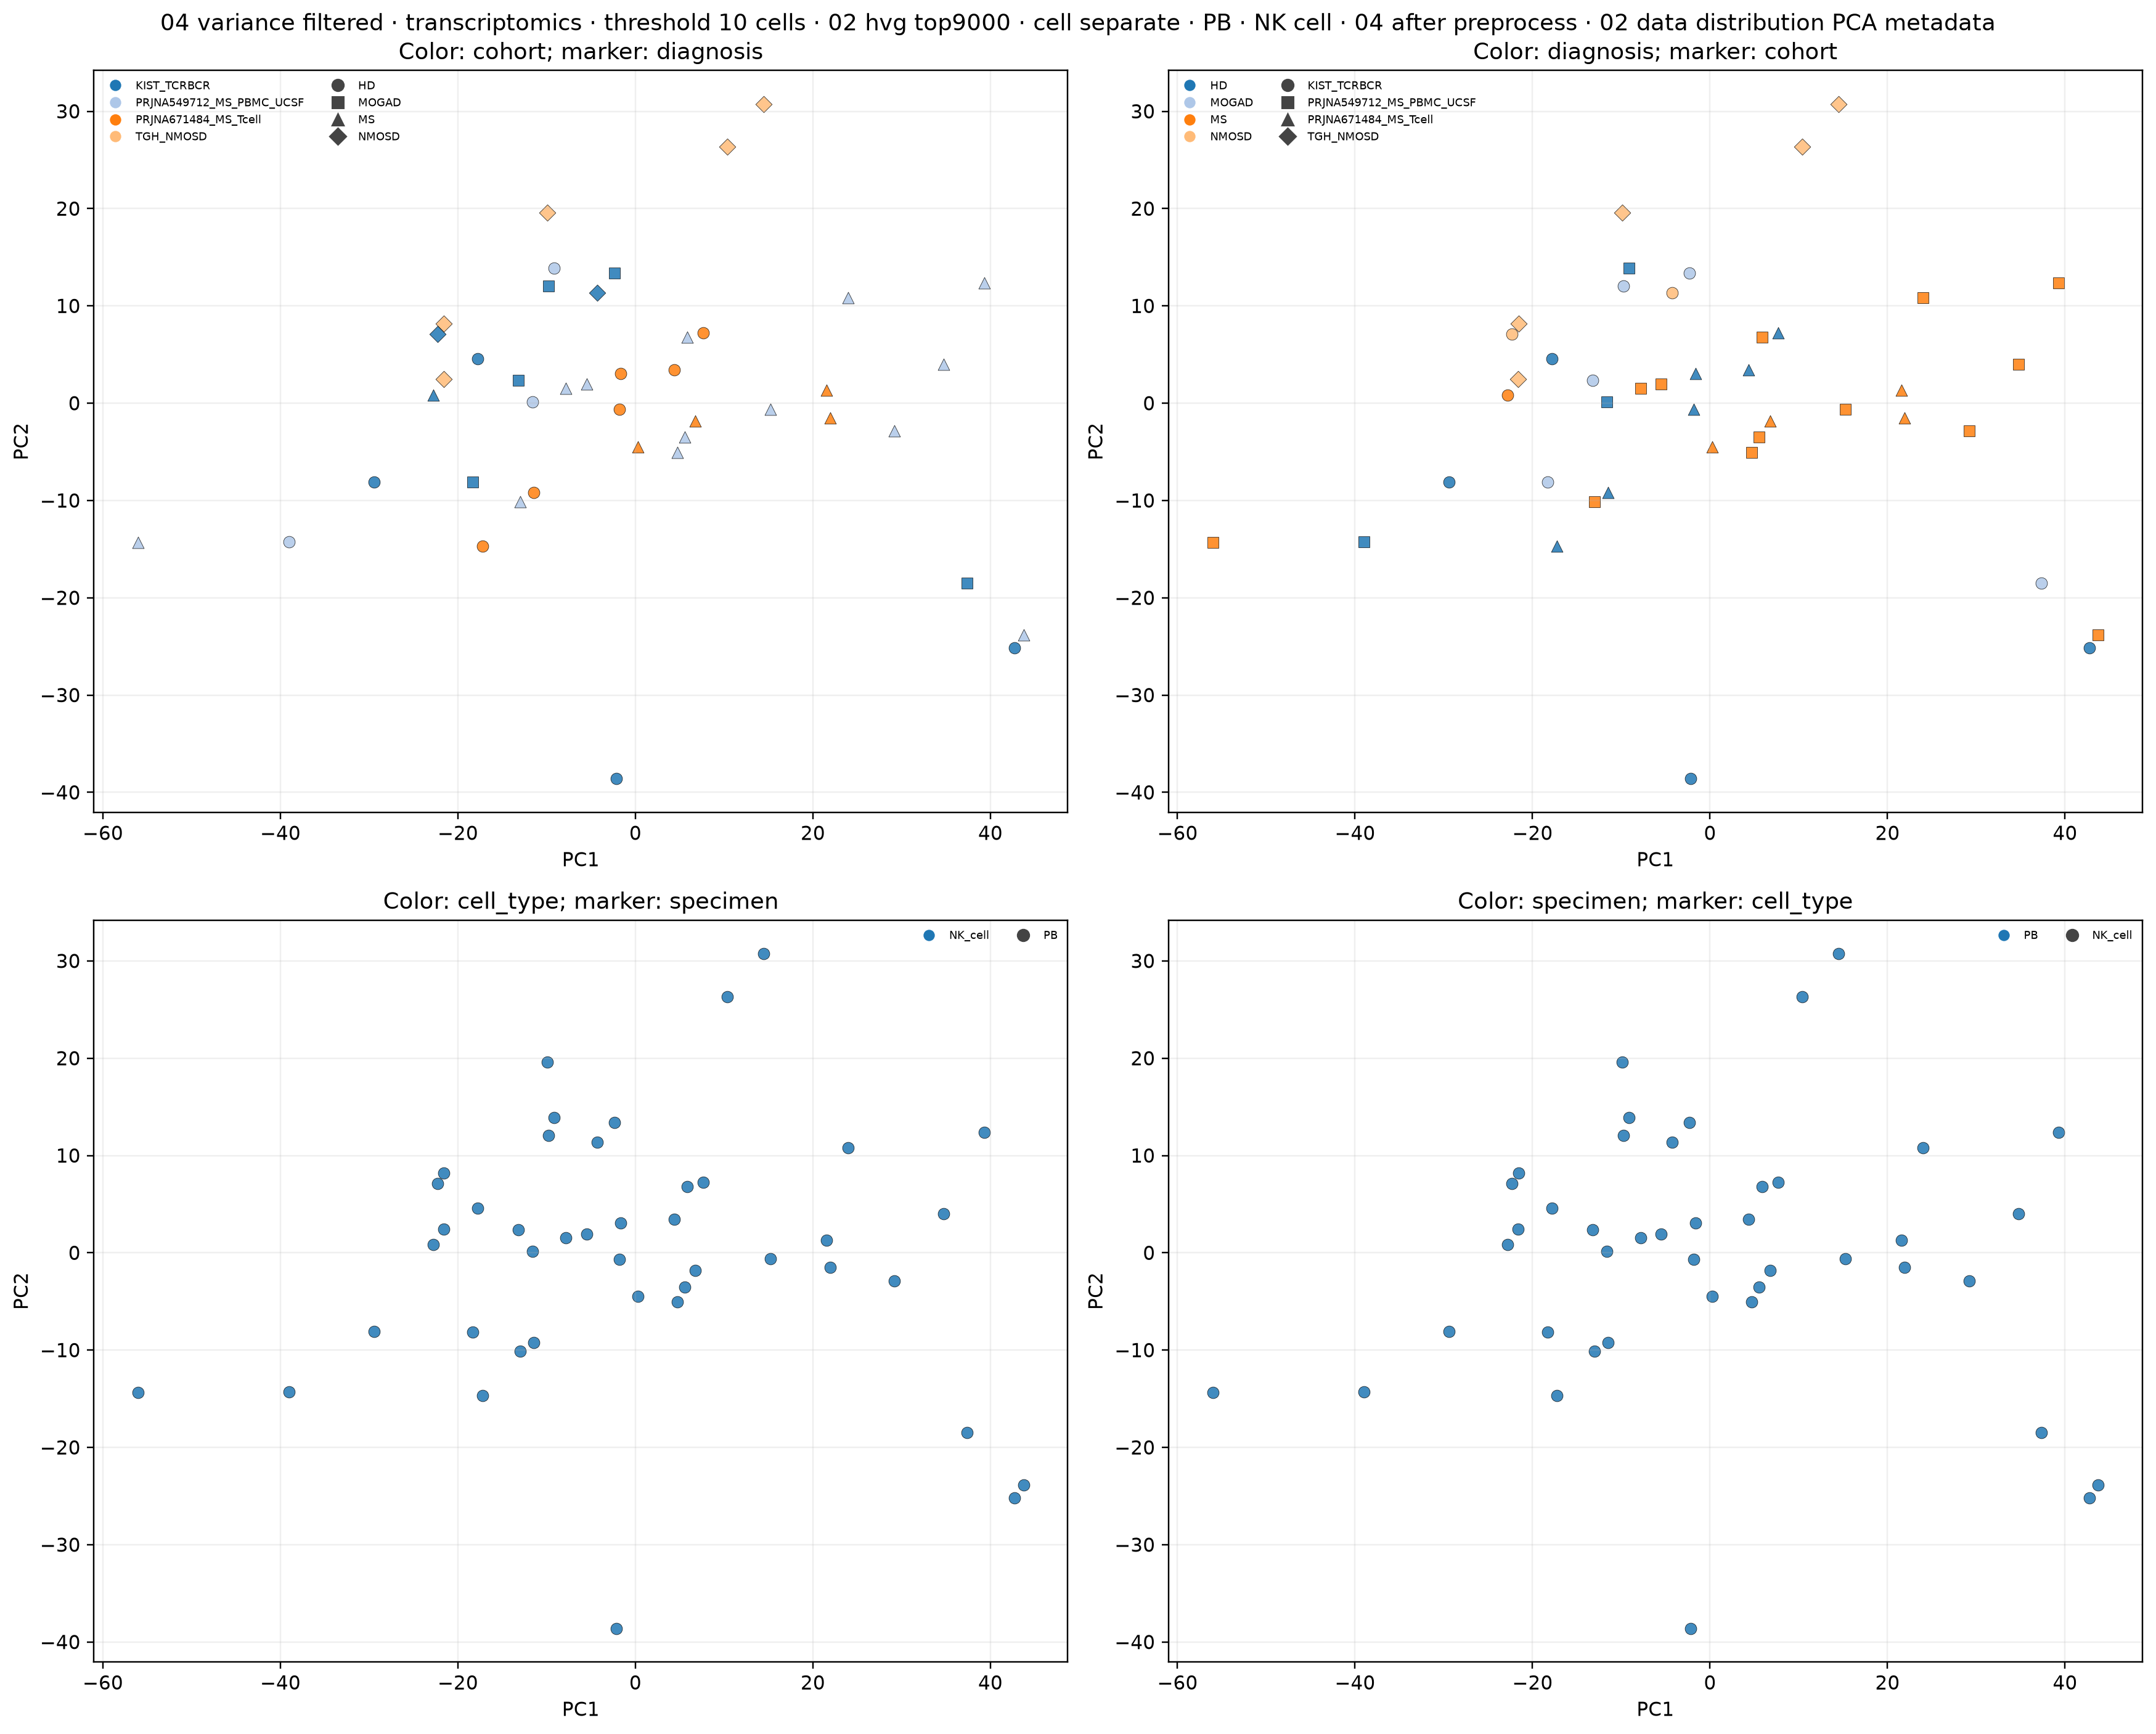 04 variance filtered · transcriptomics · threshold 10 cells · 02 hvg top9000 · cell separate · PB · NK cell · 04 after preprocess · 02 data distribution PCA metadata
Color: cohort; marker: diagnosis
KIST_TCRBCR HD
PRJNA549712_MS_PBMC_UCSF MOGAD
PRJNA671484_MS_Tcell MS
TGH_NMOSD NMOSD
30
20
10
0
−10
−20
−30
−40
PC2
−60 −40 −20 0 20 40
PC1
Color: diagnosis; marker: cohort
HD KIST_TCRBCR
MOGAD PRJNA549712_MS_PBMC_UCSF
MS PRJNA671484_MS_Tcell
NMOSD TGH_NMOSD
30
20
10
0
−10
−20
−30
−40
PC2
−60 −40 −20 0 20 40
PC1
Color: cell_type; marker: specimen
NK_cell PB
30
20
10
0
−10
−20
−30
−40
PC2
−60 −40 −20 0 20 40
PC1
Color: specimen; marker: cell_type
PB NK_cell
30
20
10
0
−10
−20
−30
−40
PC2
−60 −40 −20 0 20 40
PC1